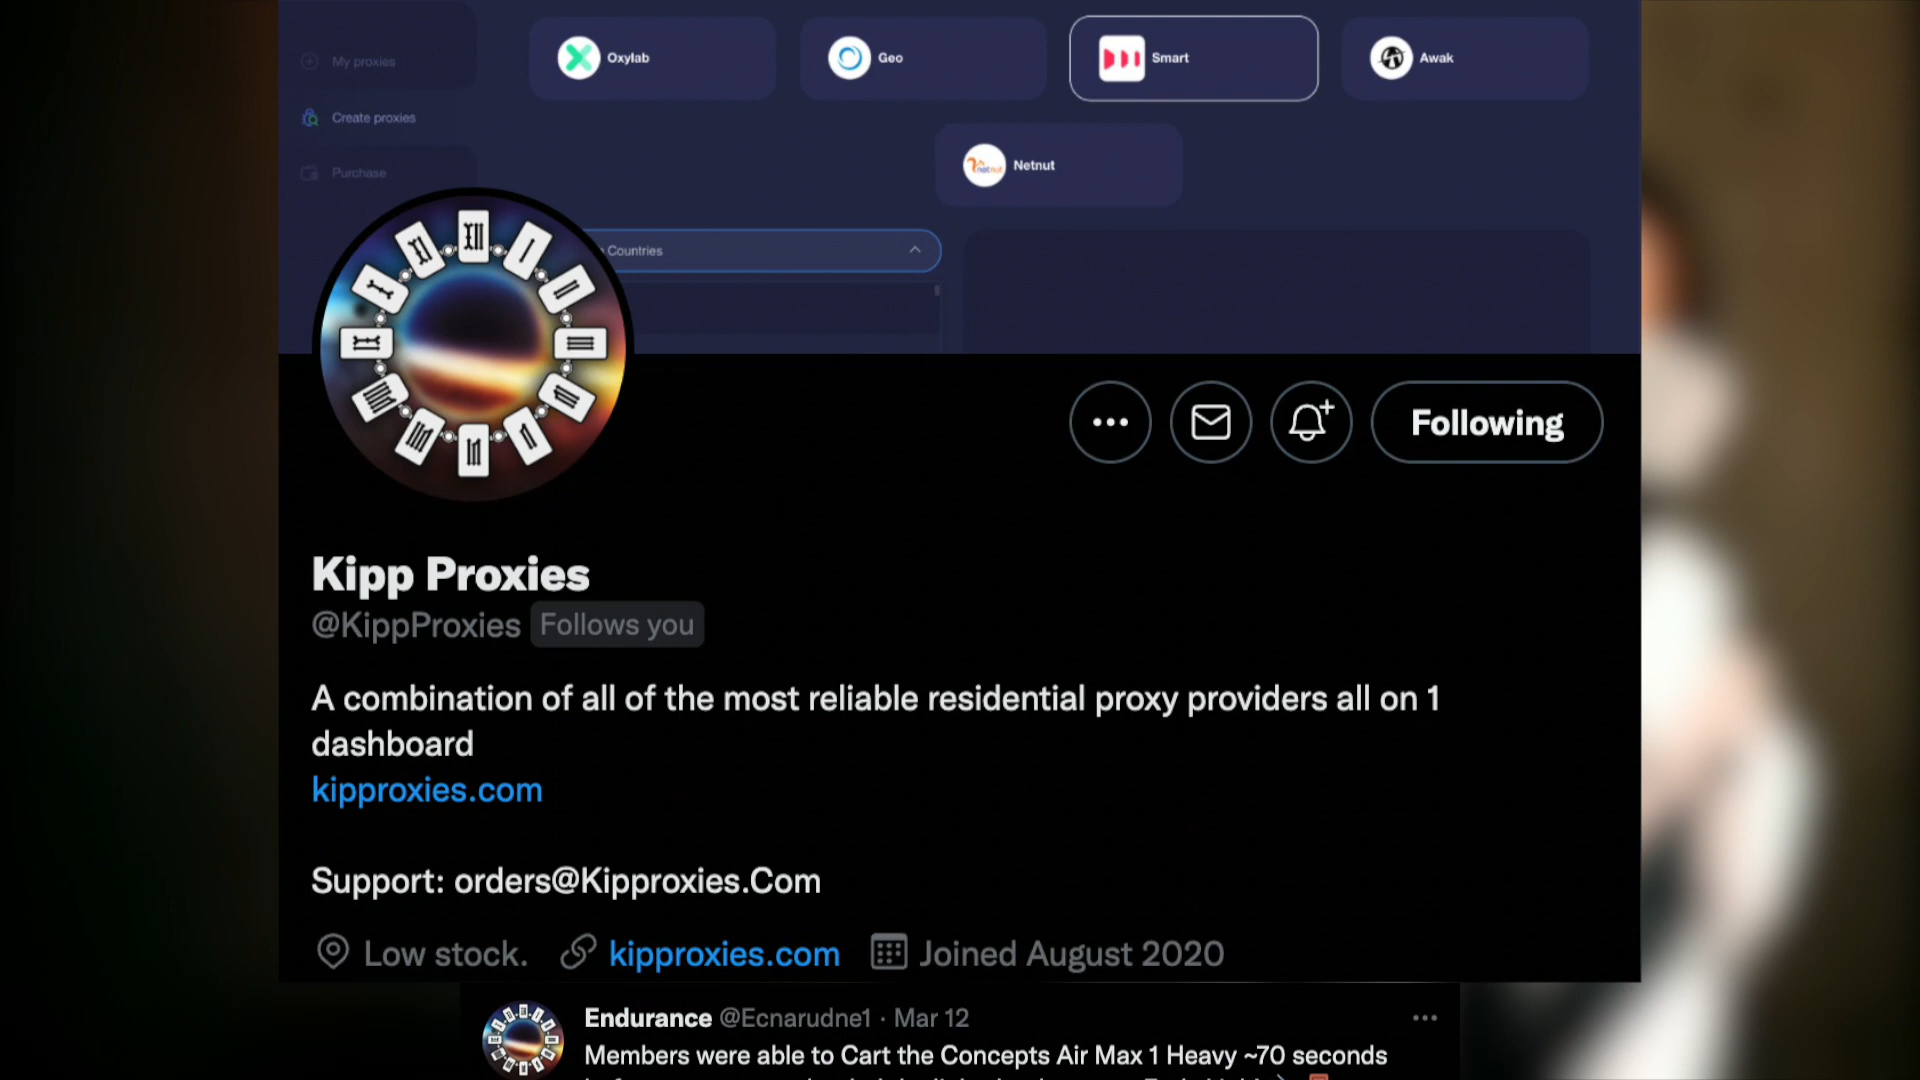 Oxylab
Geo
Smart
Awak
My proxies
Create proxies
Netnut
netnut
Purchase
Countries
XII
I
Following
Kipp Proxies
@KippProxies Follows you
A combination of all of the most reliable residential proxy providers all on 1
dashboard
kipproxies.com
Support: orders@Kipproxies.Com
Low stock. kipproxies.com Joined August 2020
Endurance @Ecnarudne1 · Mar 12
Members were able to Cart the Concepts Air Max 1 Heavy ~70 seconds